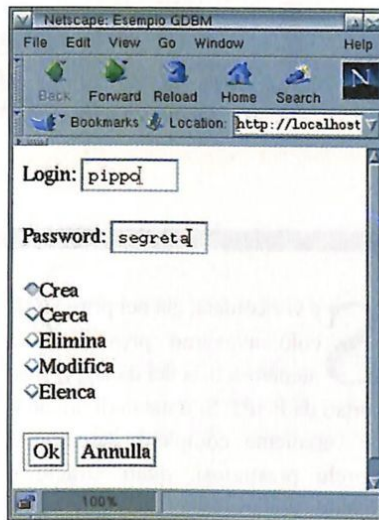 Netscape: Esempio GDBM
File Edit View Go Window Help
Back Forward Reload Home Search
Bookmarks Location: http://localhost
Login: pippo
Password: segreta
Crea
Cerca
Elimina
Modifica
Elenca
Ok Annulla
100%